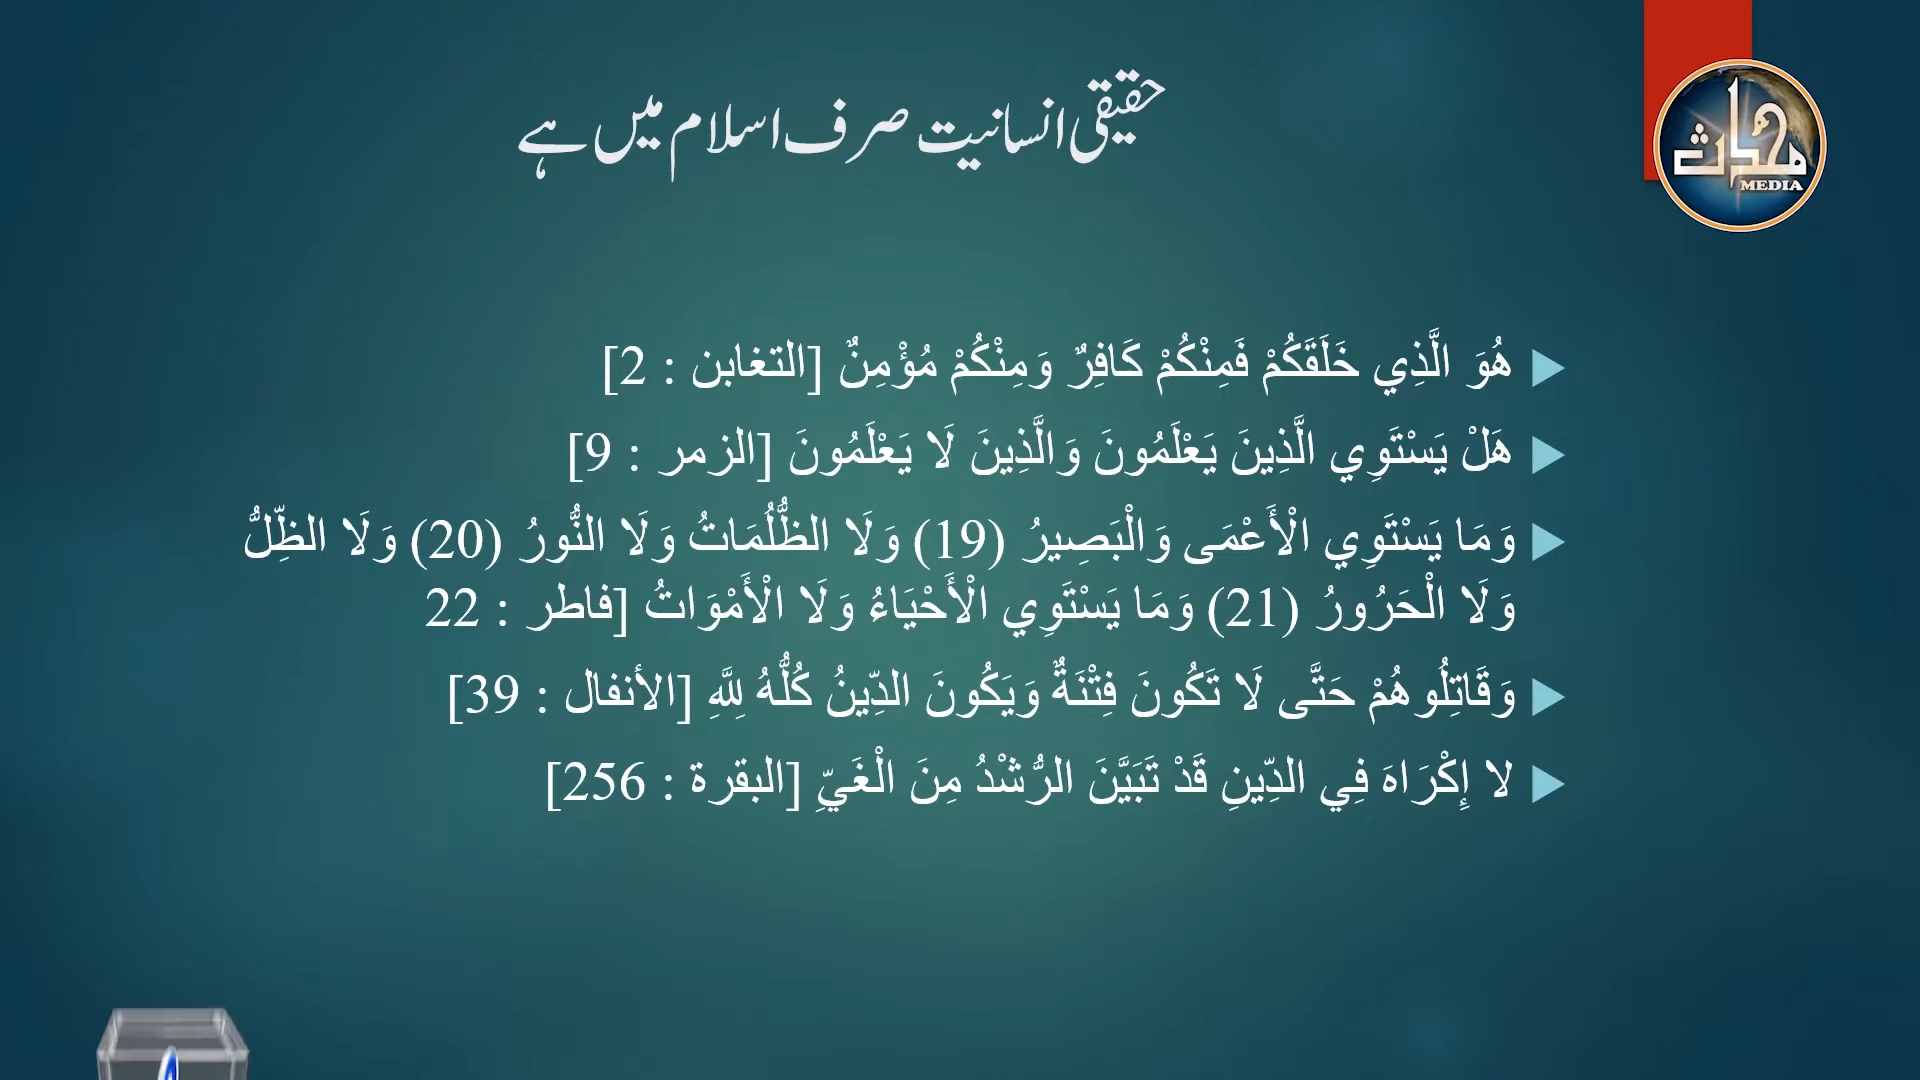 حقیقی انسانیت صرف اسلام میں ہے
محدث
MEDIA
هُوَ الَّذِي خَلَقَكُمْ فَمِنْكُمْ كَافِرٌ وَمِنْكُمْ مُؤْمِنٌ [التغابن : 2]
هَلْ يَسْتَوِي الَّذِينَ يَعْلَمُونَ وَالَّذِينَ لَا يَعْلَمُونَ [الزمر : 9]
وَمَا يَسْتَوِي الْأَعْمَى وَالْبَصِيرُ (19) وَلَا الظُّلُمَاتُ وَلَا النُّورُ (20) وَلَا الظِّلُّ
وَلَا الْحَرُورُ (21) وَمَا يَسْتَوِي الْأَحْيَاءُ وَلَا الْأَمْوَاتُ [فاطر : 22
وَقَاتِلُوهُمْ حَتَّى لَا تَكُونَ فِتْنَةٌ وَيَكُونَ الدِّينُ كُلُّهُ لِلَّهِ [الأنفال : 39]
لا إِكْرَاهَ فِي الدِّينِ قَدْ تَبَيَّنَ الرُّشْدُ مِنَ الْغَيِّ [البقرة : 256]